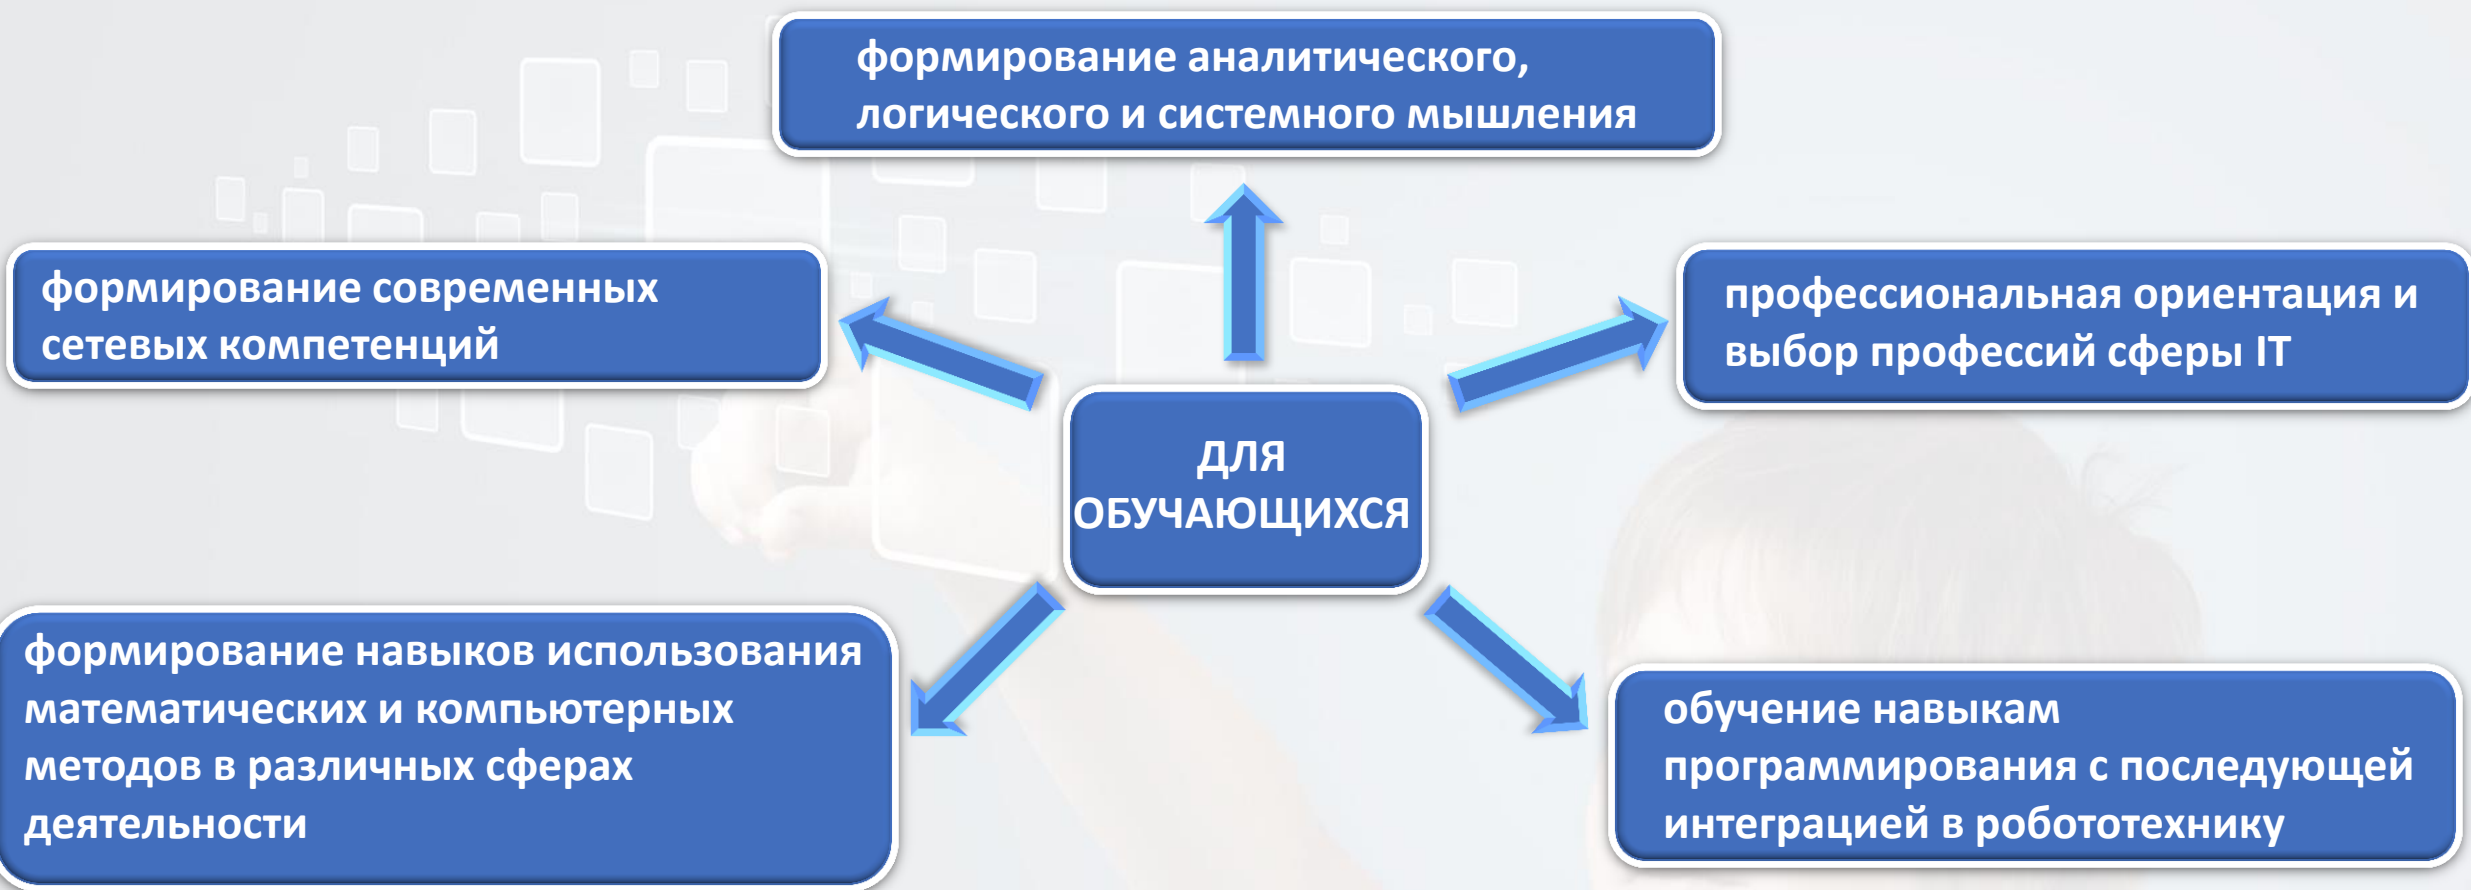 формирование аналитического,
логического и системного мышления
формирование современных
сетевых компетенций
профессиональная ориентация и
выбор профессий сферы IT
ДЛЯ
ОБУЧАЮЩИХСЯ
формирование навыков использования
математических и компьютерных
методов в различных сферах
деятельности
обучение навыкам
программирования с последующей
интеграцией в робототехнику